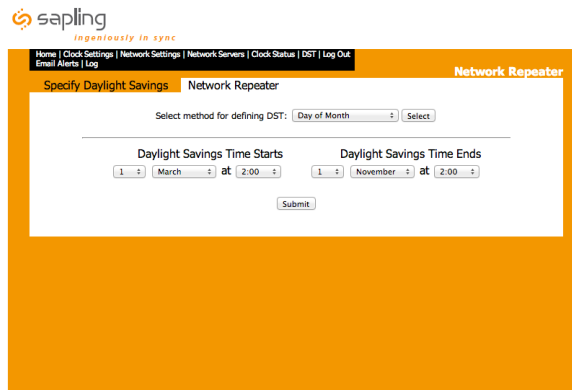 sapling
ingeniously in sync
Home | Clock Settings | Network Settings | Network Servers | Clock Status | DST | Log Out
Email Alerts | Log
Network Repeater
Specify Daylight Savings Network Repeater
Select method for defining DST: Day of Month Select
Daylight Savings Time Starts Daylight Savings Time Ends
1 March at 2:00 1 November at 2:00
Submit